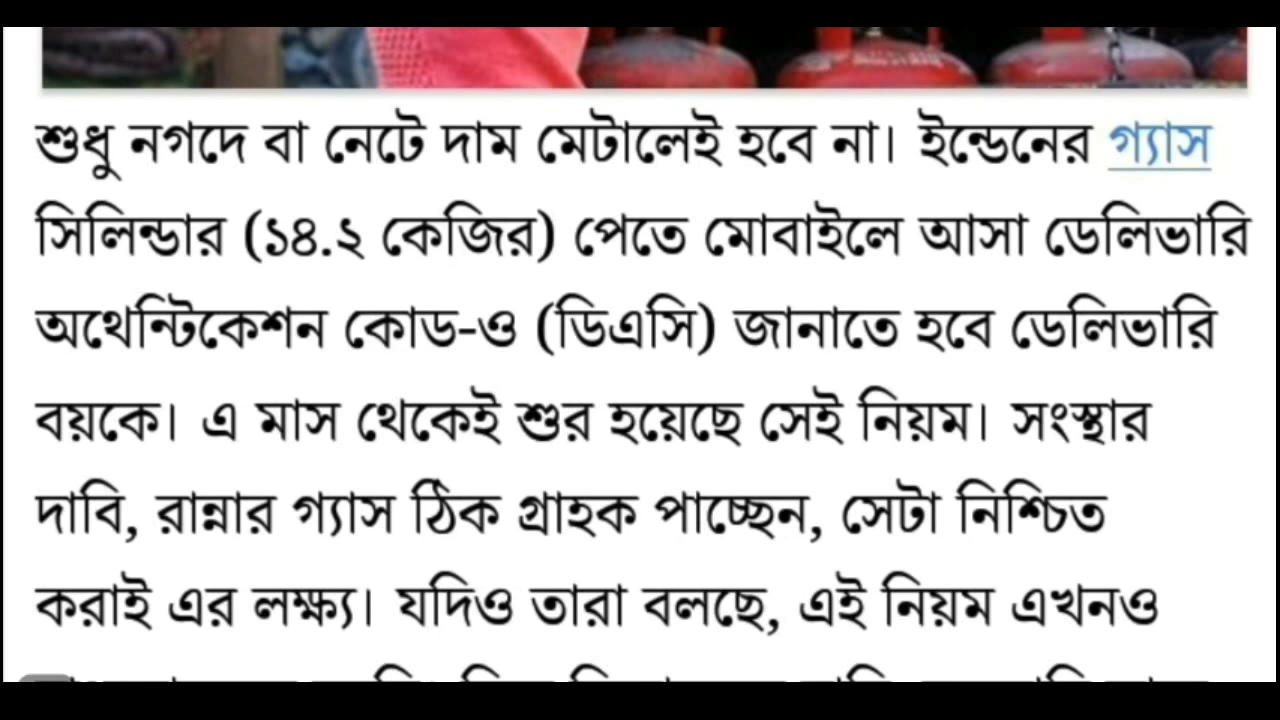 শুধু নগদে বা নেটে দাম মেটালেই হবে না। ইন্ডেনের গ্যাস
সিলিন্ডার (১৪.২ কেজির) পেতে মোবাইলে আসা ডেলিভারি
অথেন্টিকেশন কোড-ও (ডিএসি) জানাতে হবে ডেলিভারি
বয়কে। এ মাস থেকেই শুরু হয়েছে সেই নিয়ম। সংস্থার
দাবি, রান্নার গ্যাস ঠিক গ্রাহক পাচ্ছেন, সেটা নিশ্চিত
করাই এর লক্ষ্য। যদিও তারা বলছে, এই নিয়ম এখনও